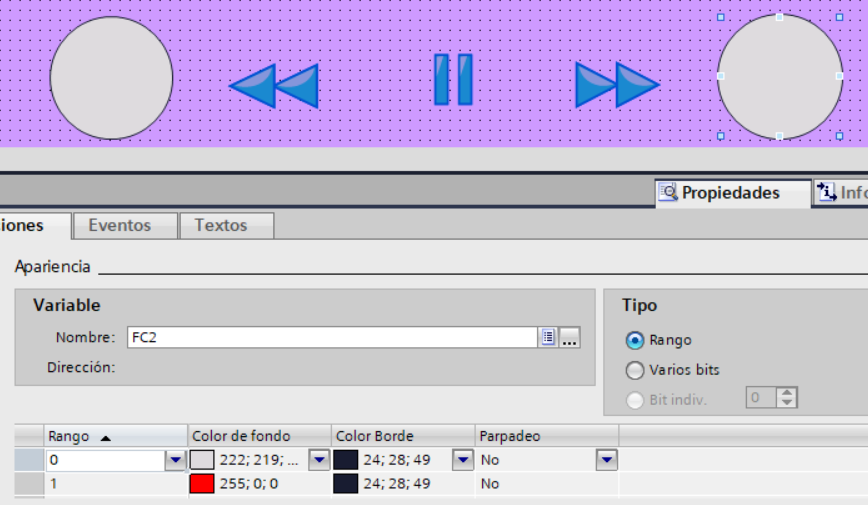 Propiedades Info
iones Eventos Textos
Apariencia
Variable
Nombre: FC2 ...
Dirección:
Tipo
Rango
Varios bits
Bit indiv. 0
Rango Color de fondo Color Borde Parpadeo
0 222; 219; ... 24; 28; 49 No
1 255; 0; 0 24; 28; 49 No